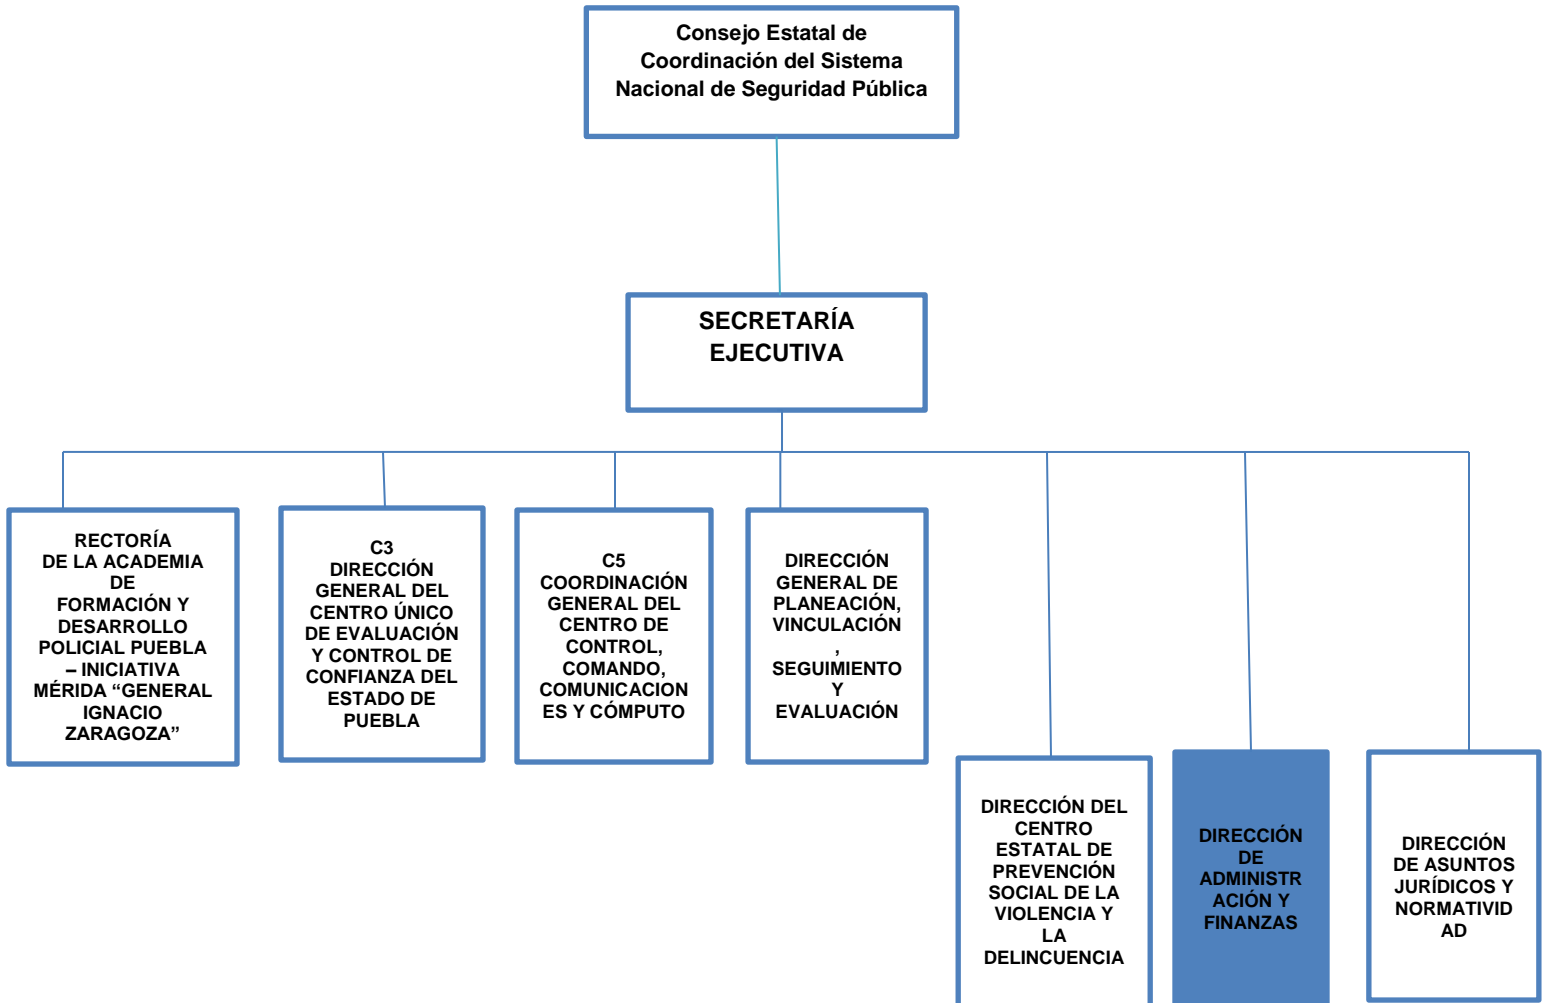 Consejo Estatal de
Coordinación del Sistema
Nacional de Seguridad Pública
SECRETARÍA
EJECUTIVA
RECTORÍA
DE LA ACADEMIA
DE
FORMACIÓN Y
DESARROLLO
POLICIAL PUEBLA
– INICIATIVA
MÉRIDA “GENERAL
IGNACIO
ZARAGOZA”
C3
DIRECCIÓN
GENERAL DEL
CENTRO ÚNICO
DE EVALUACIÓN
Y CONTROL DE
CONFIANZA DEL
ESTADO DE
PUEBLA
C5
COORDINACIÓN
GENERAL DEL
CENTRO DE
CONTROL,
COMANDO,
COMUNICACION
ES Y CÓMPUTO
DIRECCIÓN
GENERAL DE
PLANEACIÓN,
VINCULACIÓN
,
SEGUIMIENTO
Y
EVALUACIÓN
DIRECCIÓN DEL
CENTRO
ESTATAL DE
PREVENCIÓN
SOCIAL DE LA
VIOLENCIA Y
LA
DELINCUENCIA
DIRECCIÓN
DE
ADMINISTR
ACIÓN Y
FINANZAS
DIRECCIÓN
DE ASUNTOS
JURÍDICOS Y
NORMATIVID
AD